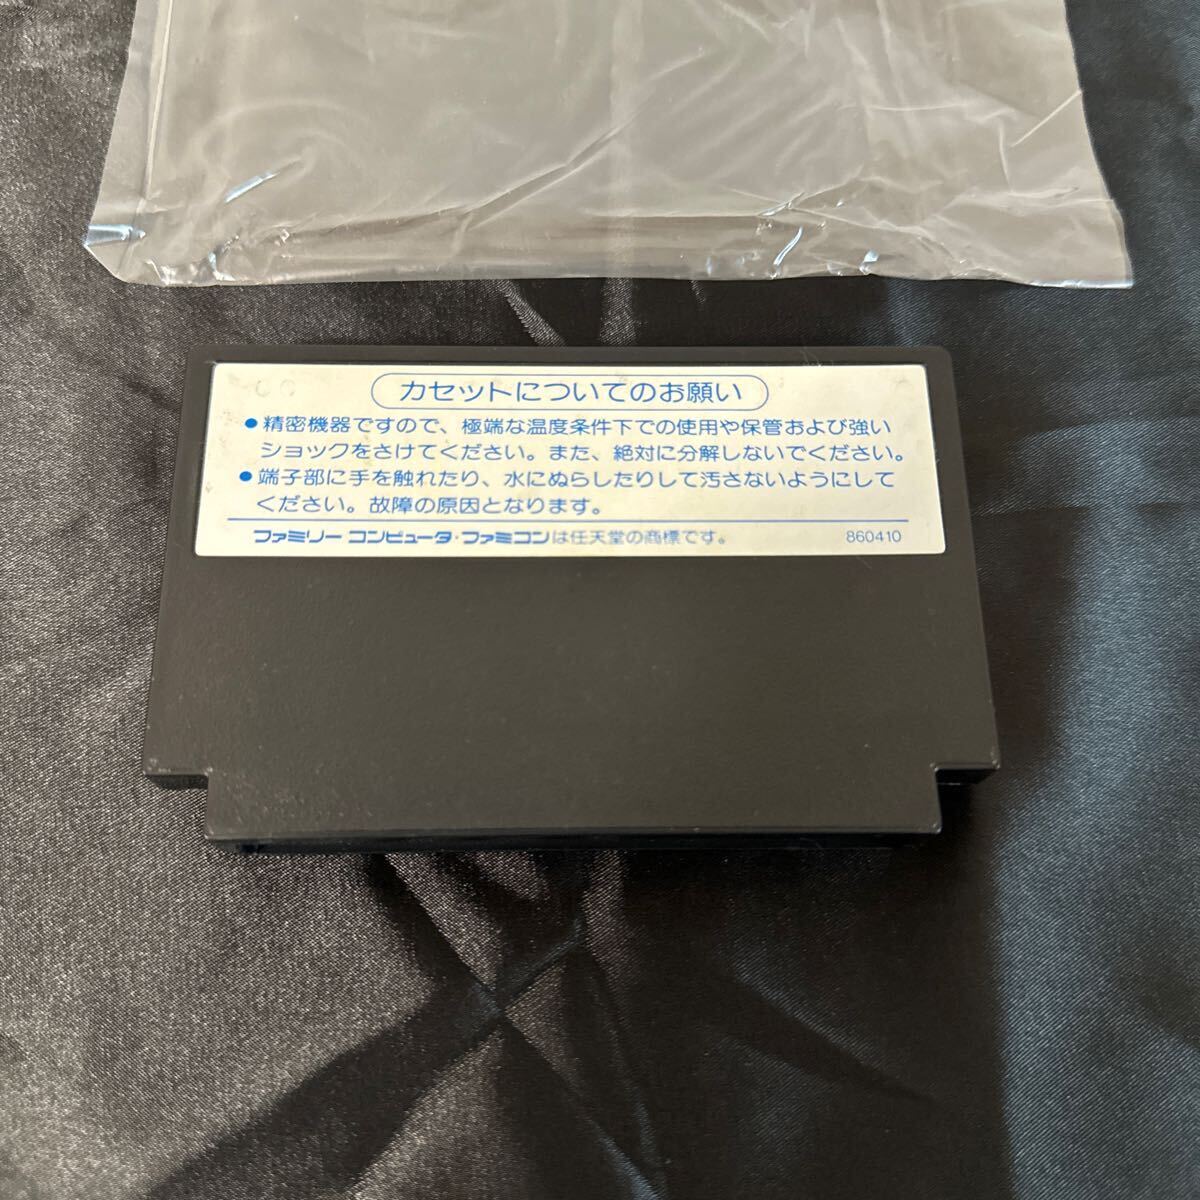 カセットについてのお願い
●精密機器ですので、極端な温度条件下での使用や保管および強い
ショックをさけてください。また、絶対に分解しないでください。
●端子部に手を触れたり、水にぬらしたりして汚さないようにして
ください。故障の原因となります。
ファミリー コンピュータ・ファミコンは任天堂の商標です。 860410